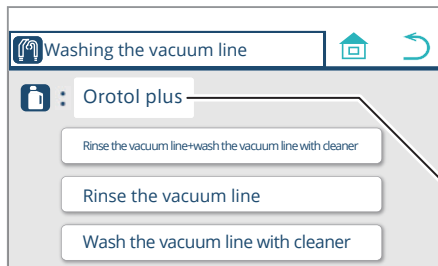 Washing the vacuum line
: Orotol plus
Rinse the vacuum line+wash the vacuum line with cleaner
Rinse the vacuum line
Wash the vacuum line with cleaner